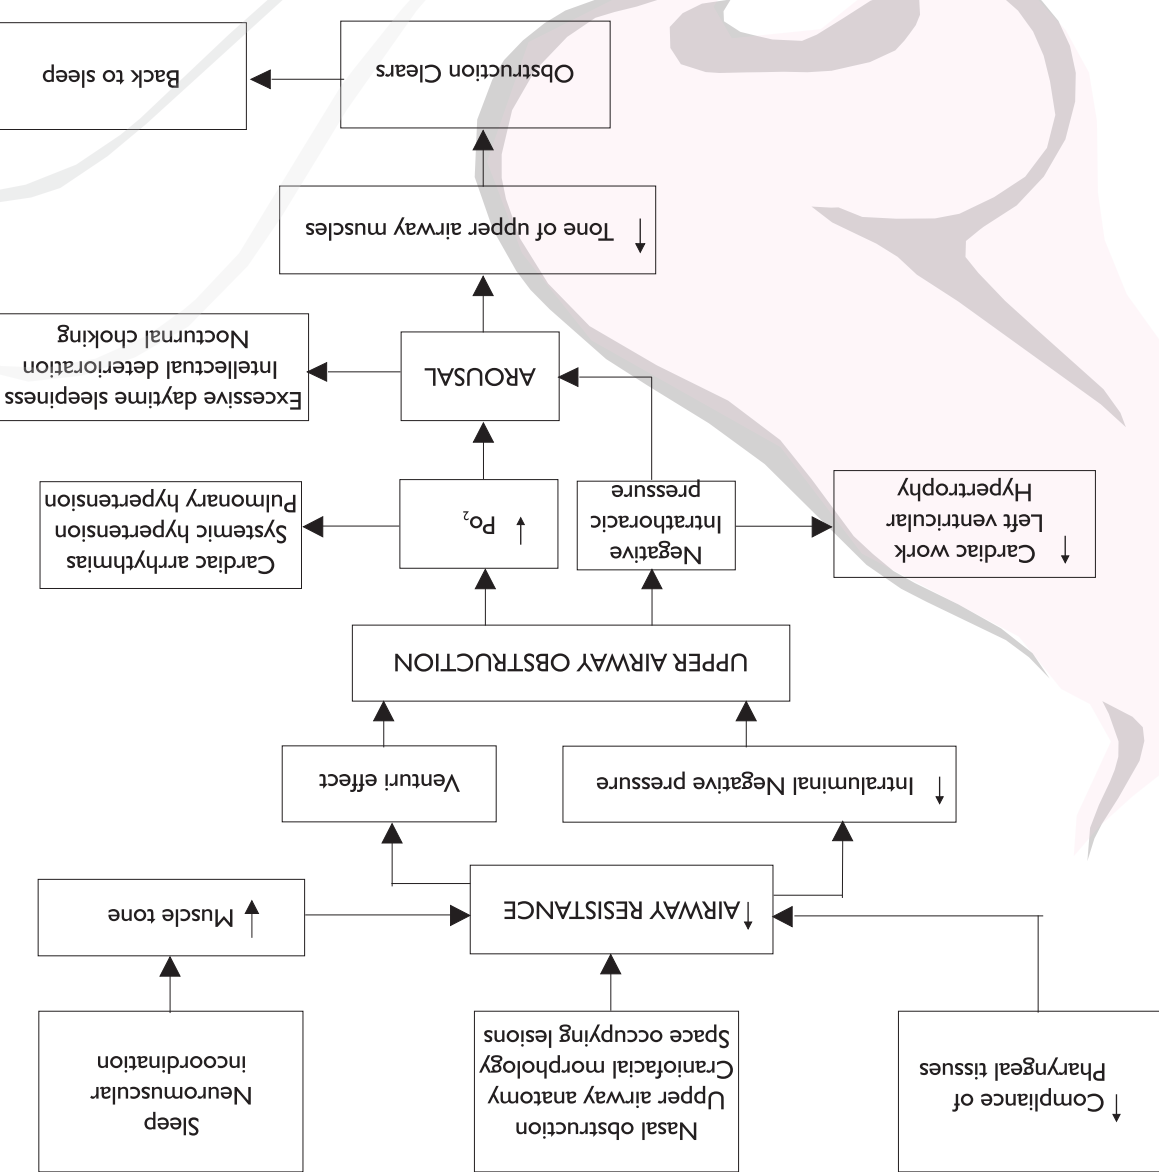 ↑ Compliance of
Pharyngeal tissues
Nasal obstruction
Upper airway anatomy
Craniofacial morphology
Space occupying lesions
Sleep
Neuromuscular
incoordination
↑ AIRWAY RESISTANCE
↓ Muscle tone
↑ Intraluminal Negative pressure
Venturi effect
UPPER AIRWAY OBSTRUCTION
↑ Cardiac work
Left ventricular
Hypertrophy
Negative
Intrathoracic
pressure
↓ Po₂
Cardiac arrhythmias
Systemic hypertension
Pulmonary hypertension
AROUSAL
Excessive daytime sleepiness
Intellectual deterioration
Nocturnal choking
↑ Tone of upper airway muscles
Obstruction Clears
Back to sleep